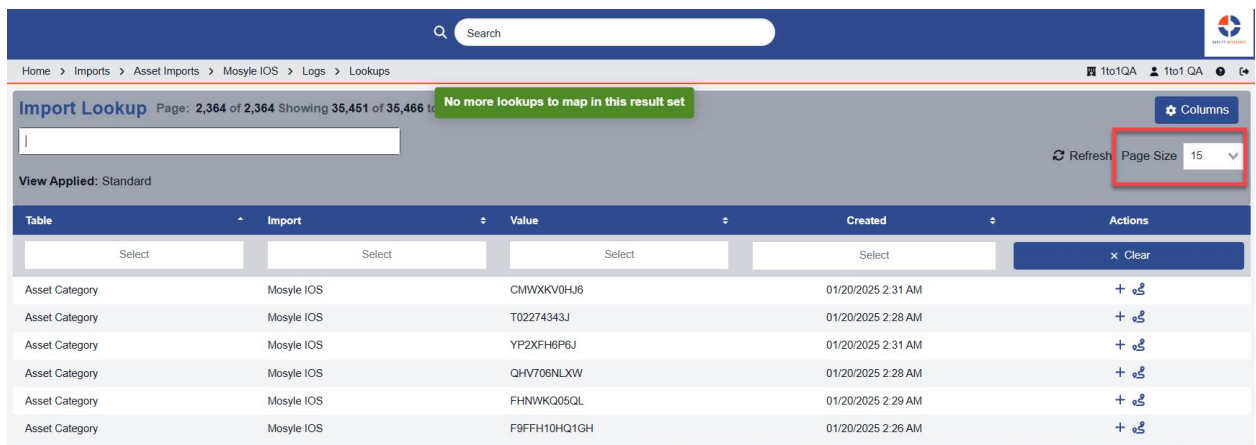 Search
Home > Imports > Asset Imports > Mosyle IOS > Logs > Lookups
1to1QA 1to1 QA
Import Lookup Page: 2,364 of 2,364 Showing 35,451 of 35,466
No more lookups to map in this result set
Columns
Refresh Page Size 15
View Applied: Standard
Table Import Value Created Actions
Select Select Select Select × Clear
Asset Category Mosyle IOS CMWXKV0HJ6 01/20/2025 2:31 AM +
Asset Category Mosyle IOS T02274343J 01/20/2025 2:28 AM +
Asset Category Mosyle IOS YP2XFH6P6J 01/20/2025 2:31 AM +
Asset Category Mosyle IOS QHV706NLXW 01/20/2025 2:28 AM +
Asset Category Mosyle IOS FHNWKQ05QL 01/20/2025 2:29 AM +
Asset Category Mosyle IOS F9FFH10HQ1GH 01/20/2025 2:26 AM +